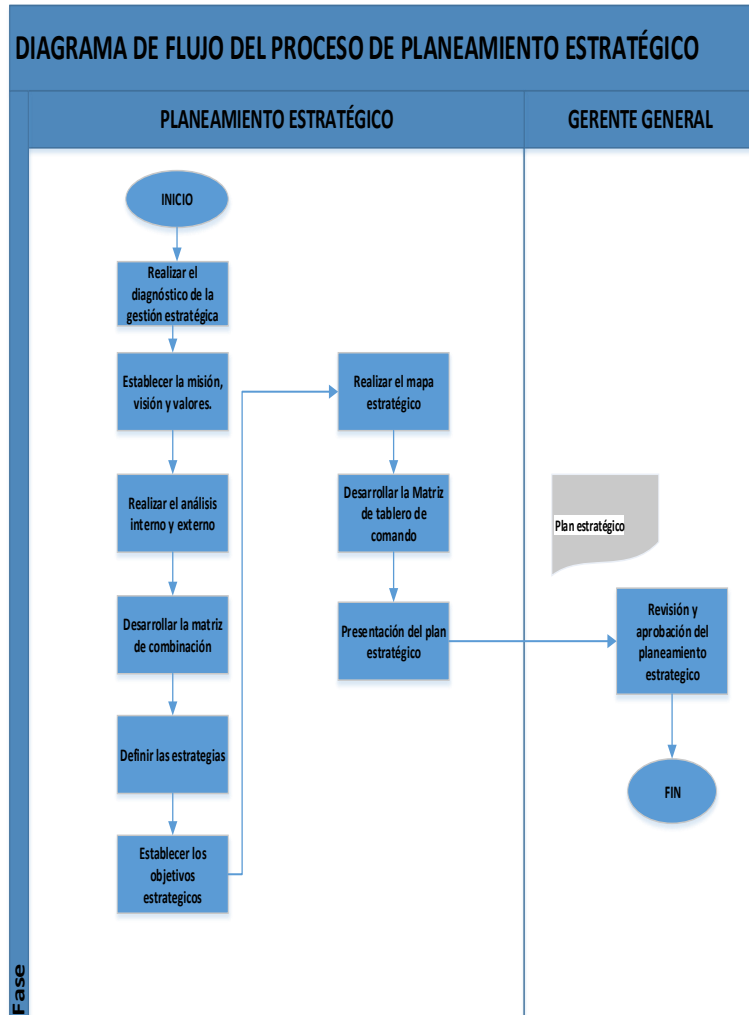 DIAGRAMA DE FLUJO DEL PROCESO DE PLANEAMIENTO ESTRATÉGICO
PLANEAMIENTO ESTRATÉGICO
GERENTE GENERAL
INICIO
Realizar el
diagnóstico de la
gestión estratégica
Establecer la misión,
visión y valores.
Realizar el análisis
interno y externo
Desarrollar la matriz
de combinación
Definir las estrategias
Establecer los
objetivos
estrategicos
Realizar el mapa
estratégico
Desarrollar la Matriz
de tablero de
comando
Presentación del plan
estratégico
Plan estratégico
Revisión y
aprobación del
planeamiento
estrategico
FIN
Fase